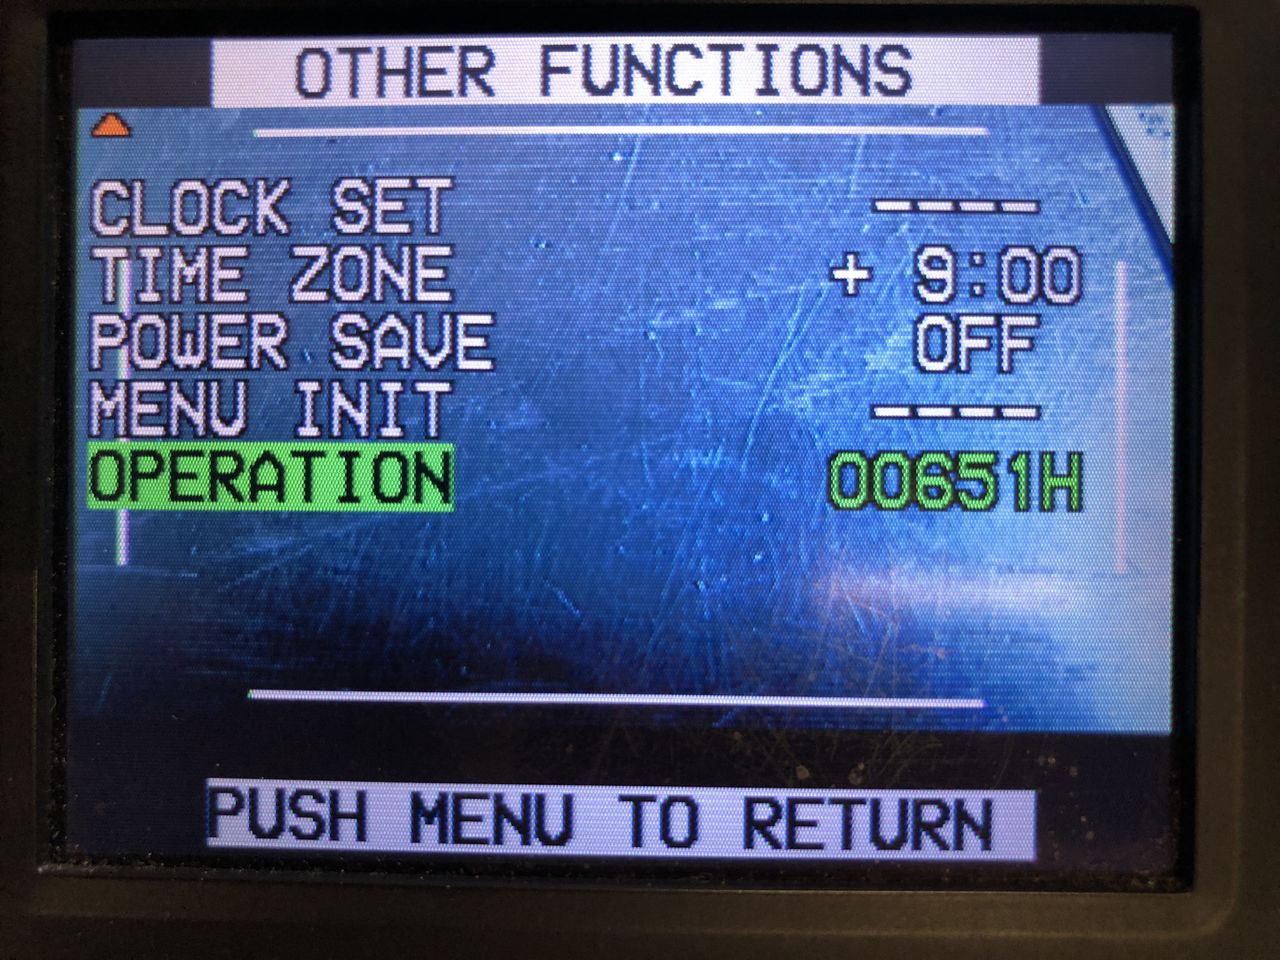 OTHER FUNCTIONS
CLOCK SET ----
TIME ZONE + 9:00
POWER SAVE OFF
MENU INIT ----
OPERATION 00651H
PUSH MENU TO RETURN